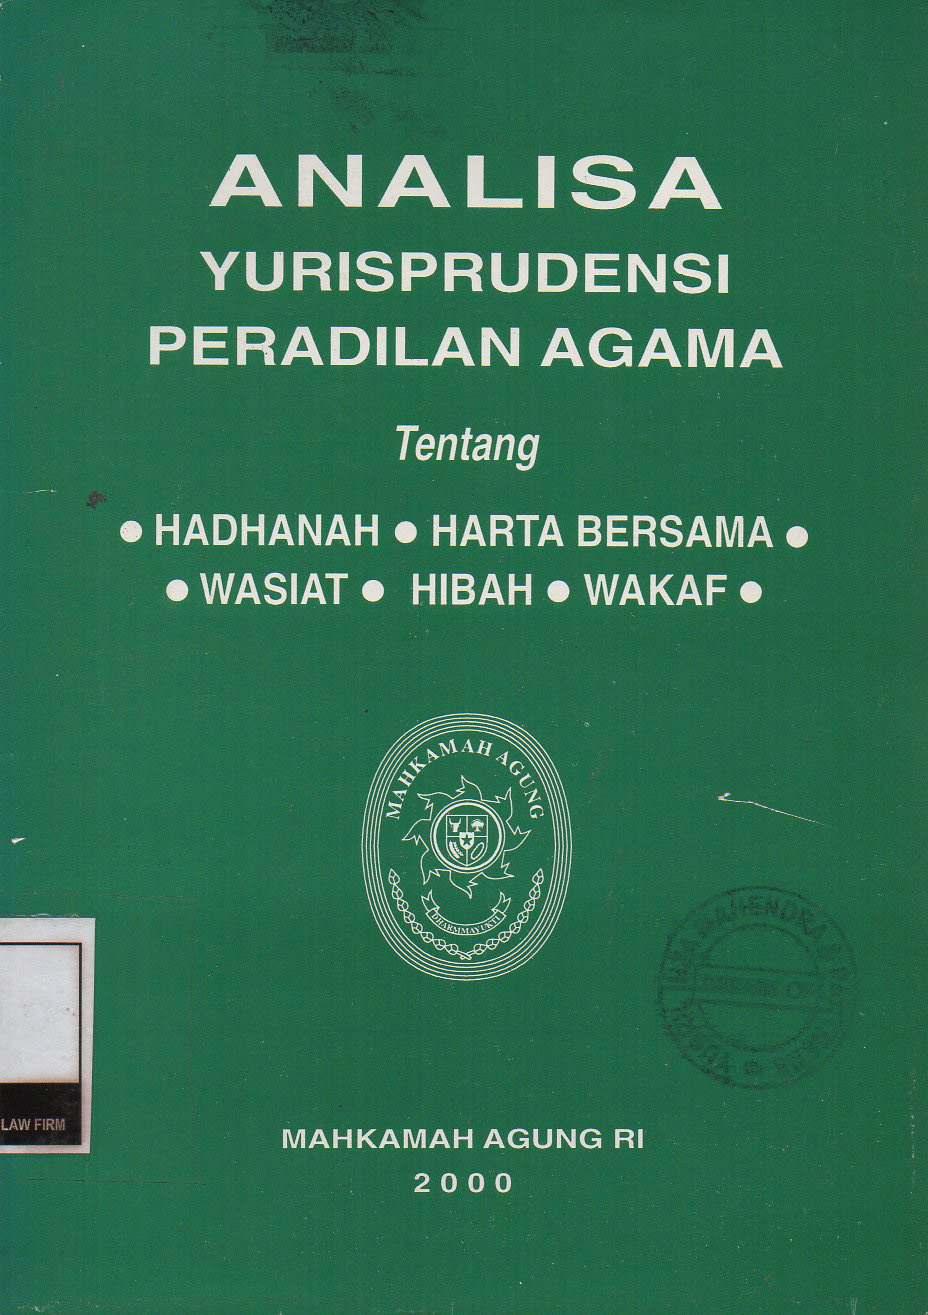 ANALISA
YURISPRUDENSI
PERADILAN AGAMA
Tentang
● HADHANAH ● HARTA BERSAMA ●
● WASIAT ● HIBAH ● WAKAF ●
MAHKAMAH AGUNG
DHARMMAYUKTI
MAHENDRA &
LAW FIRM
MAHKAMAH AGUNG RI
2000